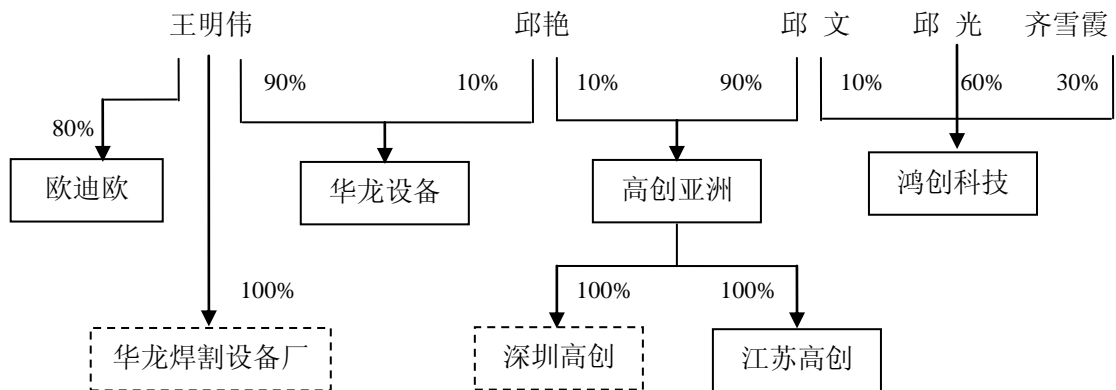 王明伟 邱艳 邱 文 邱 光 齐雪霞
90% 10% 10% 90% 10% 60% 30%
80%
欧迪欧 华龙设备 高创亚洲 鸿创科技
100% 100% 100%
华龙焊割设备厂 深圳高创 江苏高创